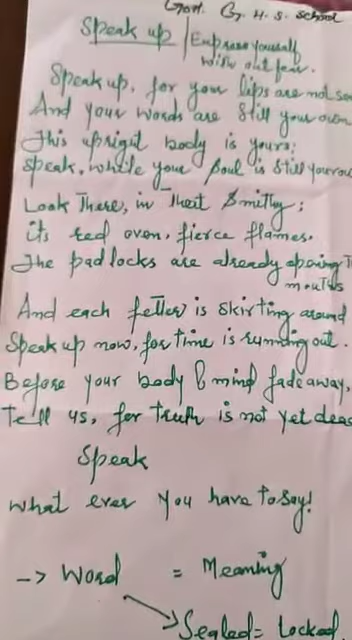 Govt. G. H. S. School
Speak up / Express yourself
with out fear.
Speak up, for your lips are not se
And your words are still your own
This upright body is yours;
Speak, while your soul is still your
Look There, in That Smithy;
its red oven, fierce flames.
The padlocks are already opening T
mouths
And each fetter is skirting around
Speak up now, for time is running out.
Before your body & mind fade away,
Tell us, for truth is not yet dead
Speak
what ever you have to say!
-> Word = Meaning
Sealed = Locked